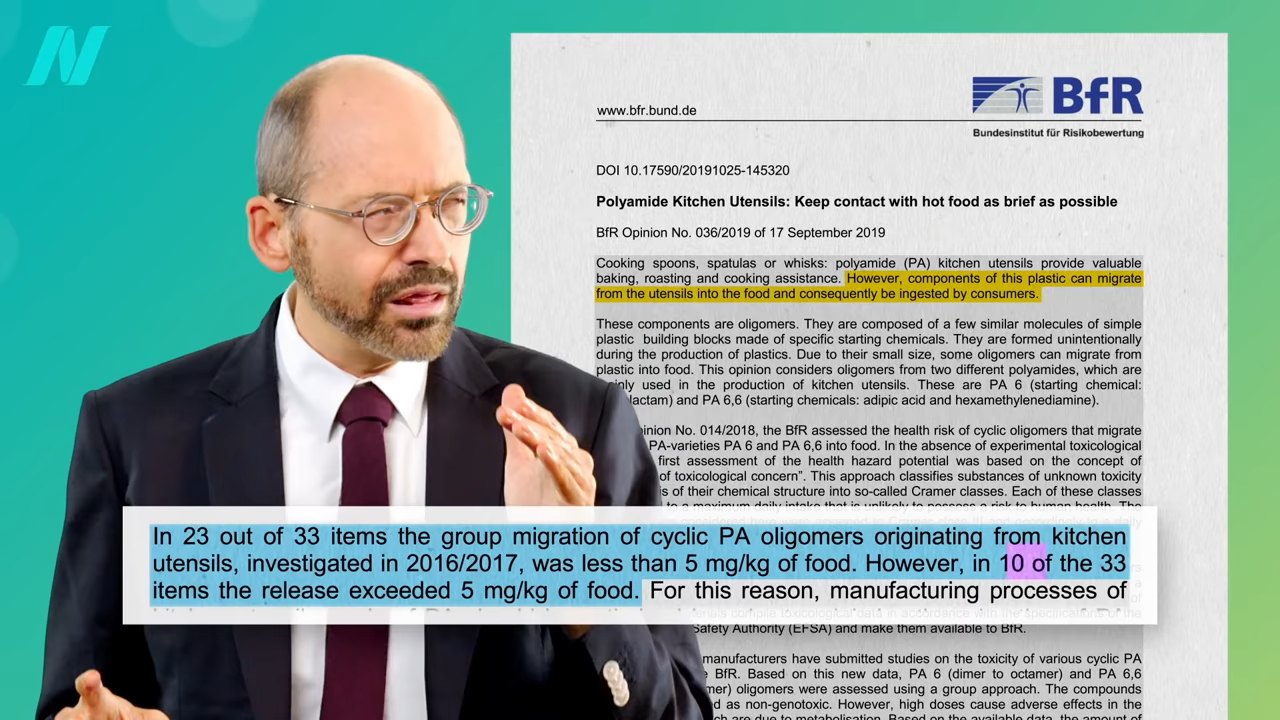 www.bfr.bund.de
BfR
Bundesinstitut für Risikobewertung
DOI 10.17590/20191025-145320
Polyamide Kitchen Utensils: Keep contact with hot food as brief as possible
BfR Opinion No. 036/2019 of 17 September 2019
Cooking spoons, spatulas or whisks: polyamide (PA) kitchen utensils provide valuable
baking, roasting and cooking assistance. However, components of this plastic can migrate
from the utensils into the food and consequently be ingested by consumers.
These components are oligomers. They are composed of a few similar molecules of simple
plastic building blocks made of specific starting chemicals. They are formed unintentionally
during the production of plastics. Due to their small size, some oligomers can migrate from
plastic into food. This opinion considers oligomers from two different polyamides, which are
used in the production of kitchen utensils. These are PA 6 (starting chemical:
and PA 6,6 (starting chemicals: adipic acid and hexamethylenediamine).
No. 014/2018, the BfR assessed the health risk of cyclic oligomers that migrate
PA-varieties PA 6 and PA 6,6 into food. In the absence of experimental toxicological
first assessment of the health hazard potential was based on the concept of
of toxicological concern”. This approach classifies substances of unknown toxicity
of their chemical structure into so-called Cramer classes. Each of these classes
to a maximum daily intake that is unlikely to possess a risk to human health. The
In 23 out of 33 items the group migration of cyclic PA oligomers originating from kitchen
utensils, investigated in 2016/2017, was less than 5 mg/kg of food. However, in 10 of the 33
items the release exceeded 5 mg/kg of food. For this reason, manufacturing processes of
Safety Authority (EFSA) and make them available to BfR.
manufacturers have submitted studies on the toxicity of various cyclic PA
BfR. Based on this new data, PA 6 (dimer to octamer) and PA 6,6
oligomers were assessed using a group approach. The compounds
as non-genotoxic. However, high doses cause adverse effects in the
are due to metabolisation. Based on the available data, the amount of